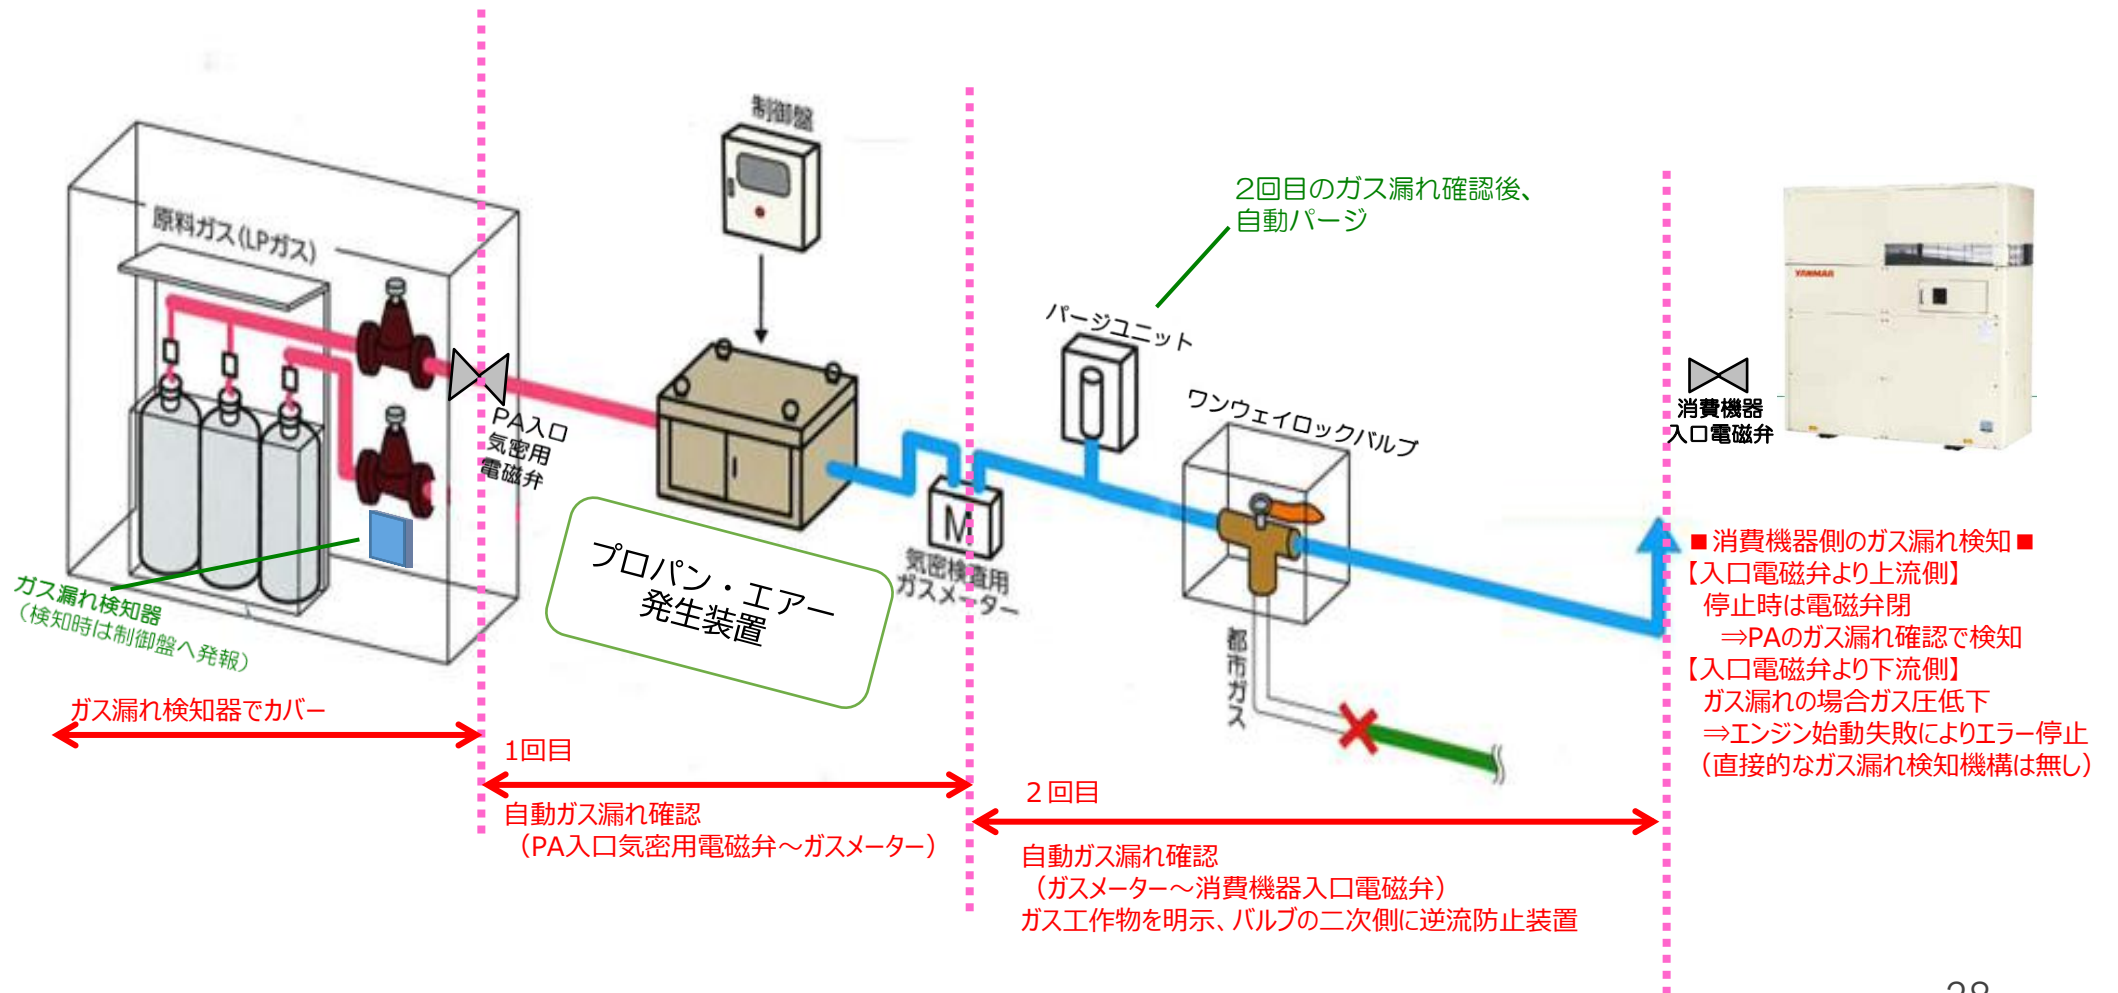 制御盤
原料ガス(LPガス)
2回目のガス漏れ確認後、
自動パージ
パージユニット
ワンウェイロックバルブ
YANMAR
PA入口
気密用
電磁弁
消費機器
入口電磁弁
M
気密検査用
ガスメーター
プロパン・エアー
発生装置
ガス漏れ検知器
（検知時は制御盤へ発報）
都市ガス
■消費機器側のガス漏れ検知■
【入口電磁弁より上流側】
停止時は電磁弁閉
⇒PAのガス漏れ確認で検知
【入口電磁弁より下流側】
ガス漏れの場合ガス圧低下
⇒エンジン始動失敗によりエラー停止
（直接的なガス漏れ検知機構は無し）
ガス漏れ検知器でカバー
1回目
自動ガス漏れ確認
（PA入口気密用電磁弁～ガスメーター）
２回目
自動ガス漏れ確認
（ガスメーター～消費機器入口電磁弁）
ガス工作物を明示、バルブの二次側に逆流防止装置